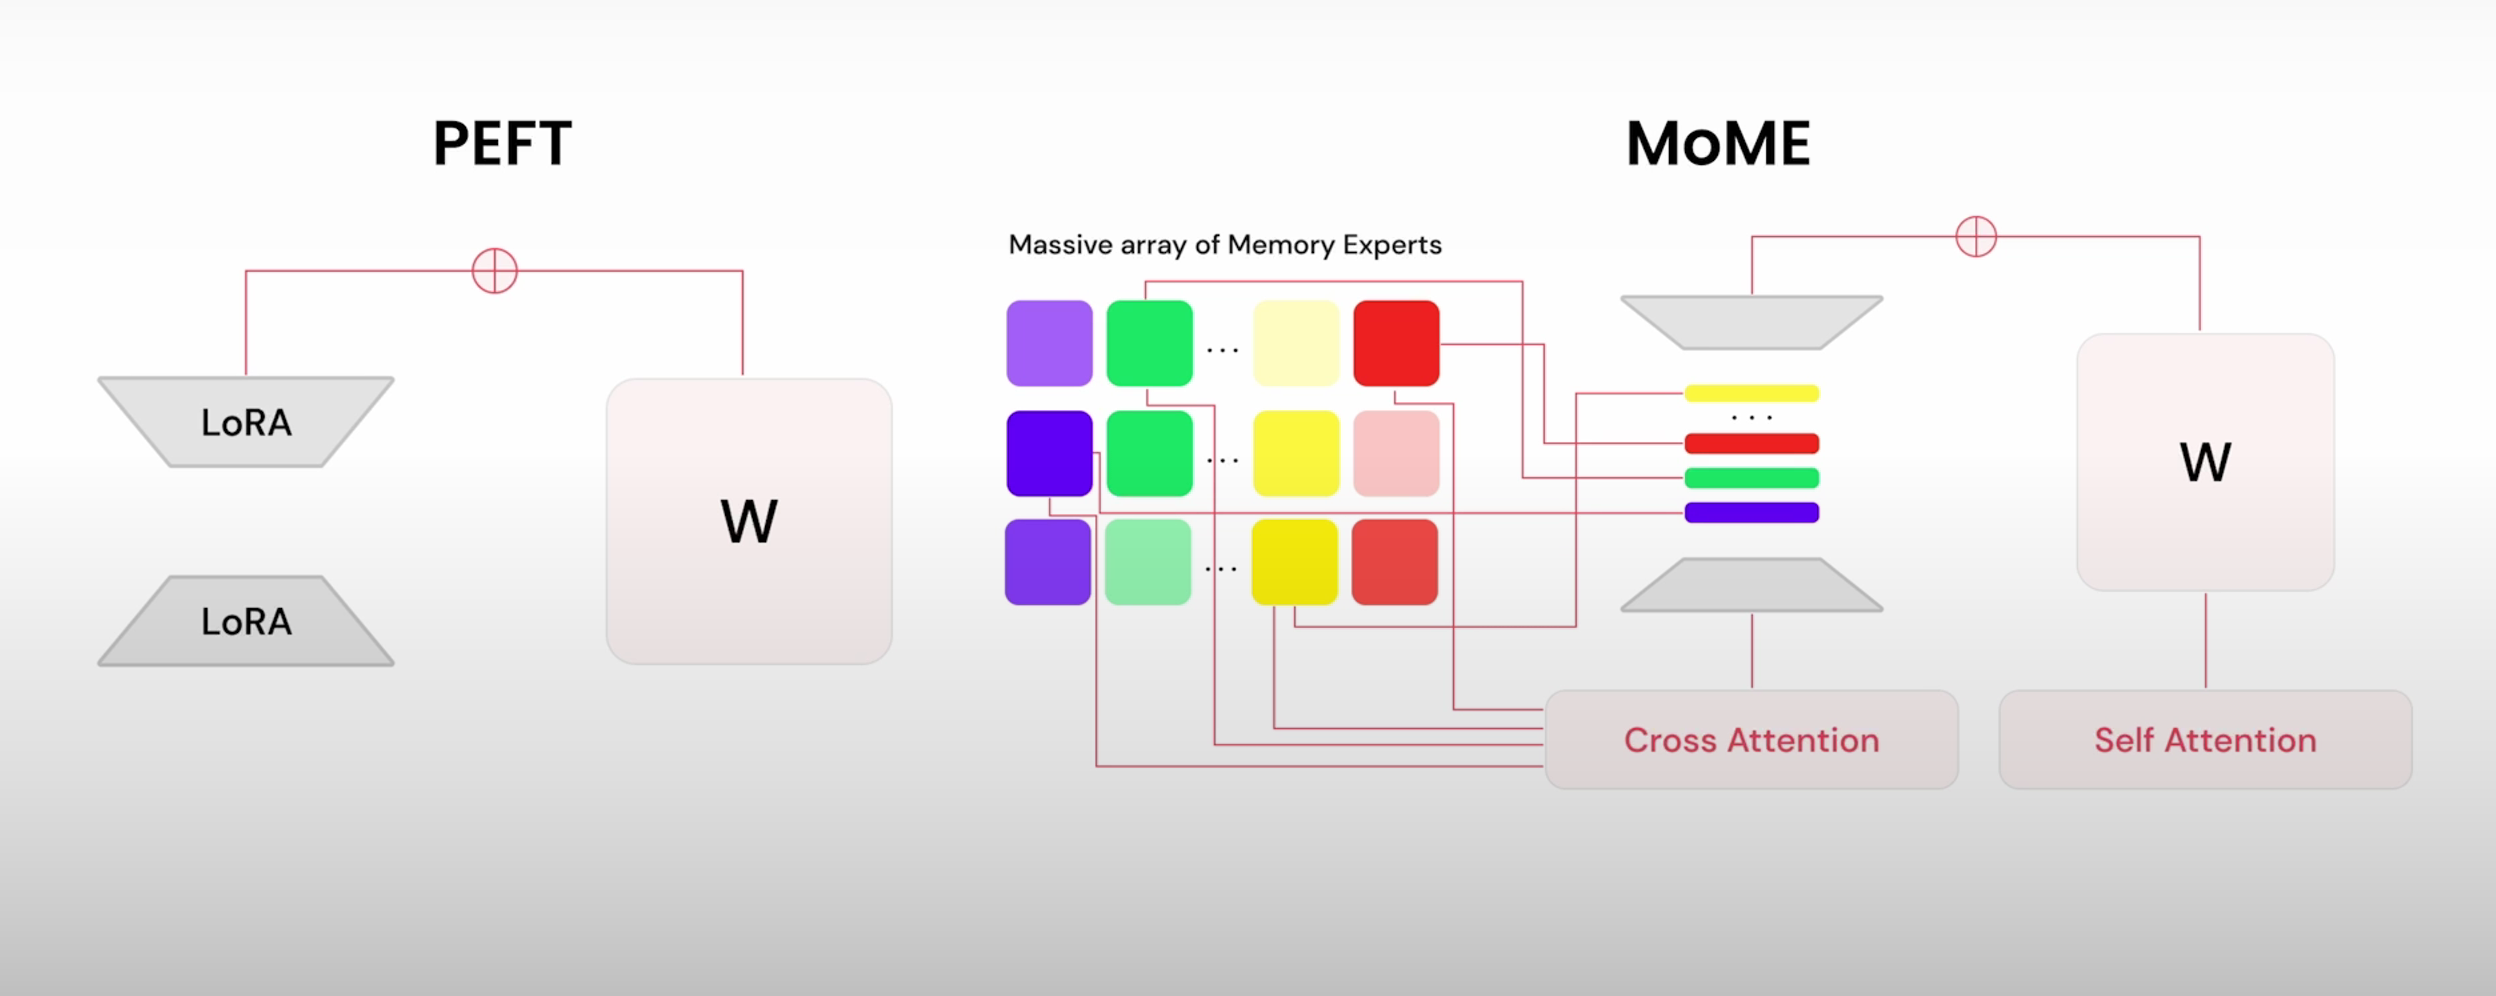 PEFT
LoRA
LoRA
W
MoME
Massive array of Memory Experts
...
...
...
...
W
Cross Attention
Self Attention